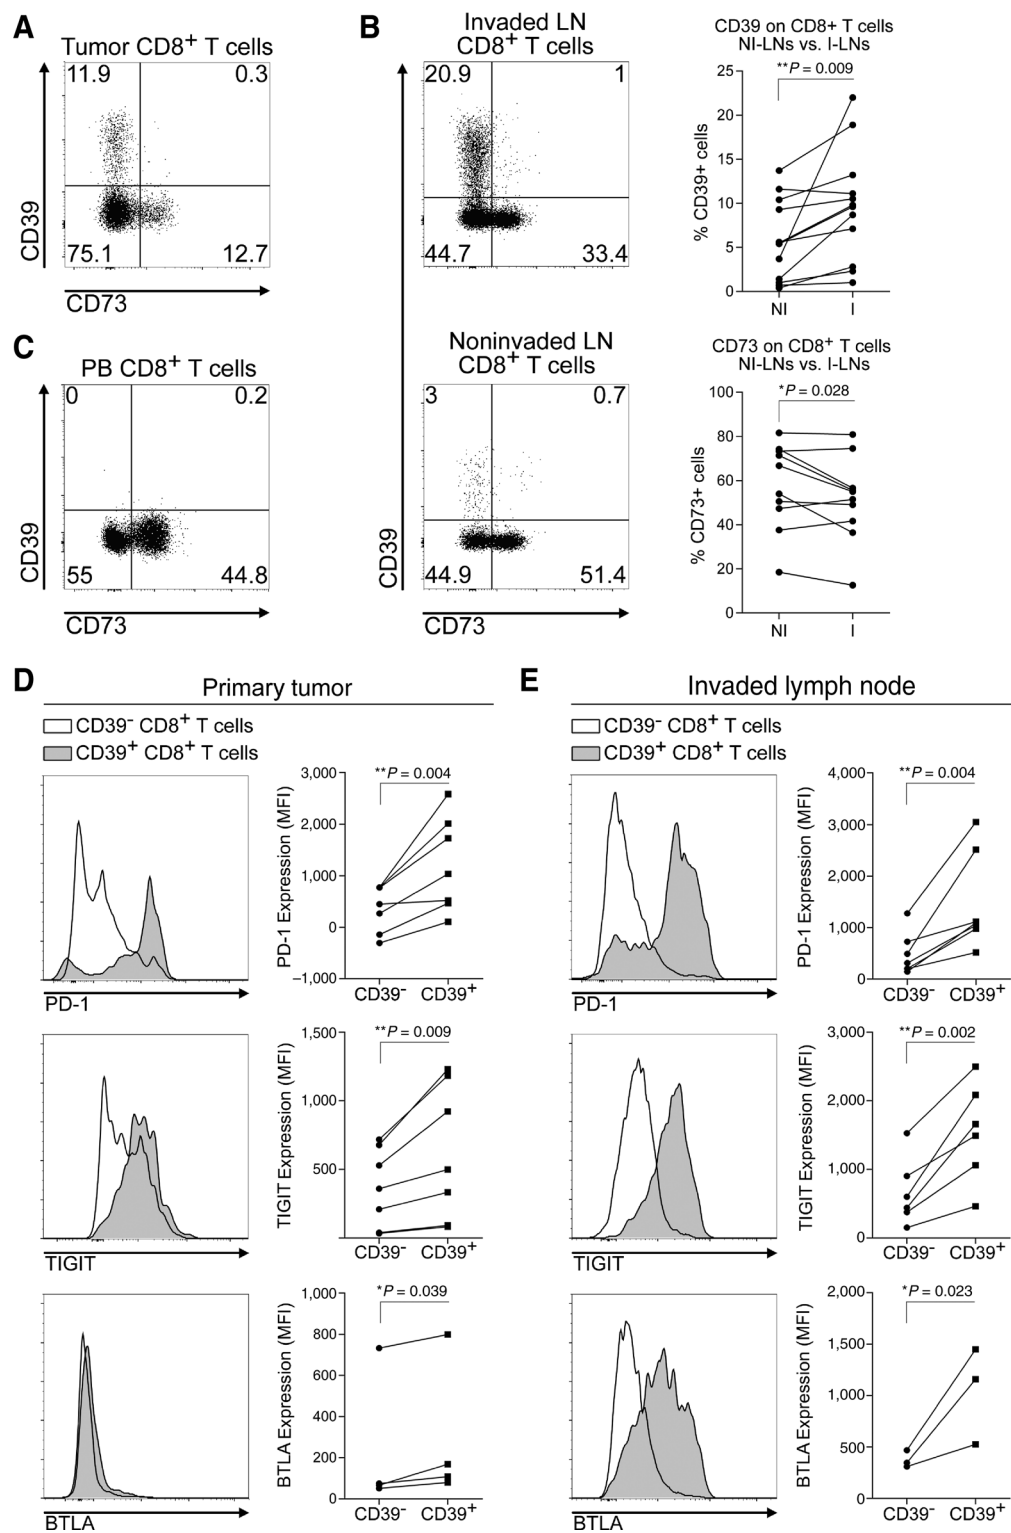 A
Tumor CD8+ T cells
11.9
0.3
75.1
12.7
CD39
CD73
B
Invaded LN
CD8+ T cells
20.9
1
44.7
33.4
CD39 on CD8+ T cells
NI-LNs vs. I-LNs
**P = 0.009
25
20
15
10
5
0
% CD39+ cells
NI
I
C
PB CD8+ T cells
0
0.2
55
44.8
CD39
CD73
Noninvaded LN
CD8+ T cells
3
0.7
44.9
51.4
CD39
CD73
CD73 on CD8+ T cells
NI-LNs vs. I-LNs
*P = 0.028
100
80
60
40
20
0
% CD73+ cells
NI
I
D
Primary tumor
CD39- CD8+ T cells
CD39+ CD8+ T cells
PD-1
PD-1 Expression (MFI)
3,000
2,000
1,000
0
−1,000
**P = 0.004
CD39-
CD39+
TIGIT
TIGIT Expression (MFI)
1,500
1,000
500
**P = 0.009
CD39-
CD39+
BTLA
BTLA Expression (MFI)
1,000
800
600
400
200
0
*P = 0.039
CD39-
CD39+
E
Invaded lymph node
CD39- CD8+ T cells
CD39+ CD8+ T cells
PD-1
PD-1 Expression (MFI)
4,000
3,000
2,000
1,000
0
**P = 0.004
CD39-
CD39+
TIGIT
TIGIT Expression (MFI)
3,000
2,000
1,000
0
**P = 0.002
CD39-
CD39+
BTLA
BTLA Expression (MFI)
2,000
1,500
1,000
500
0
*P = 0.023
CD39-
CD39+